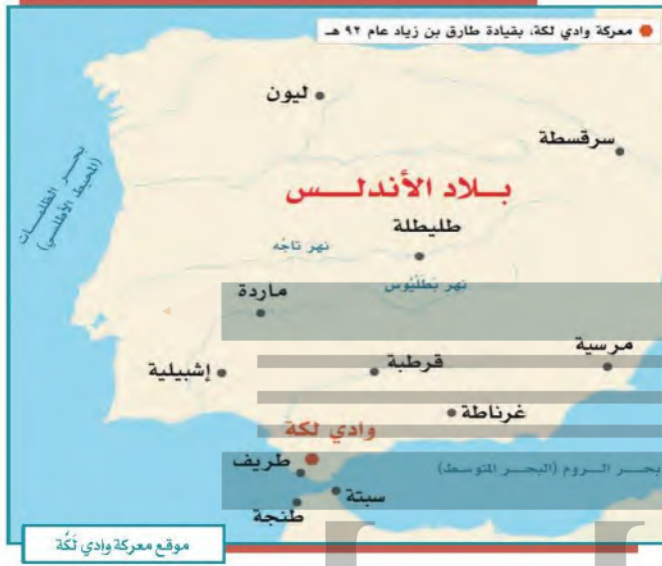 معركة وادي لكة، بقيادة طارق بن زياد عام ٩٢ هـ
ليون
سرقسطة
بحر الظلمات
(المحيط الأطلسي)
بلاد الأندلس
طليطلة
نهر تاجُه
نهر بَطَلْيُوس
ماردة
مرسية
قرطبة
إشبيلية
غرناطة
وادي لكة
طريف
بحر الروم (البحر المتوسط)
سبتة
طنجة
موقع معركة وادي لَكَّة